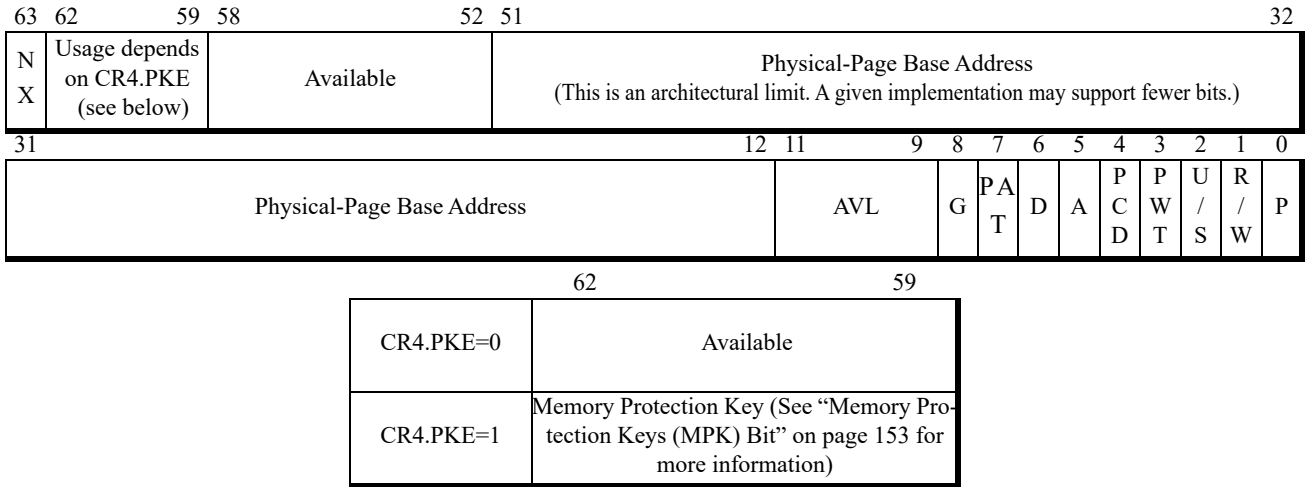 63 62 59 58 52 51 32
N
X
Usage depends
on CR4.PKE
(see below)
Available
Physical-Page Base Address
(This is an architectural limit. A given implementation may support fewer bits.)
31 12 11 9 8 7 6 5 4 3 2 1 0
Physical-Page Base Address
AVL
G
PA
T
D
A
P
C
D
P
W
T
U
/
S
R
/
W
P
62 59
CR4.PKE=0
Available
CR4.PKE=1
Memory Protection Key (See “Memory Pro-
tection Keys (MPK) Bit” on page 153 for
more information)